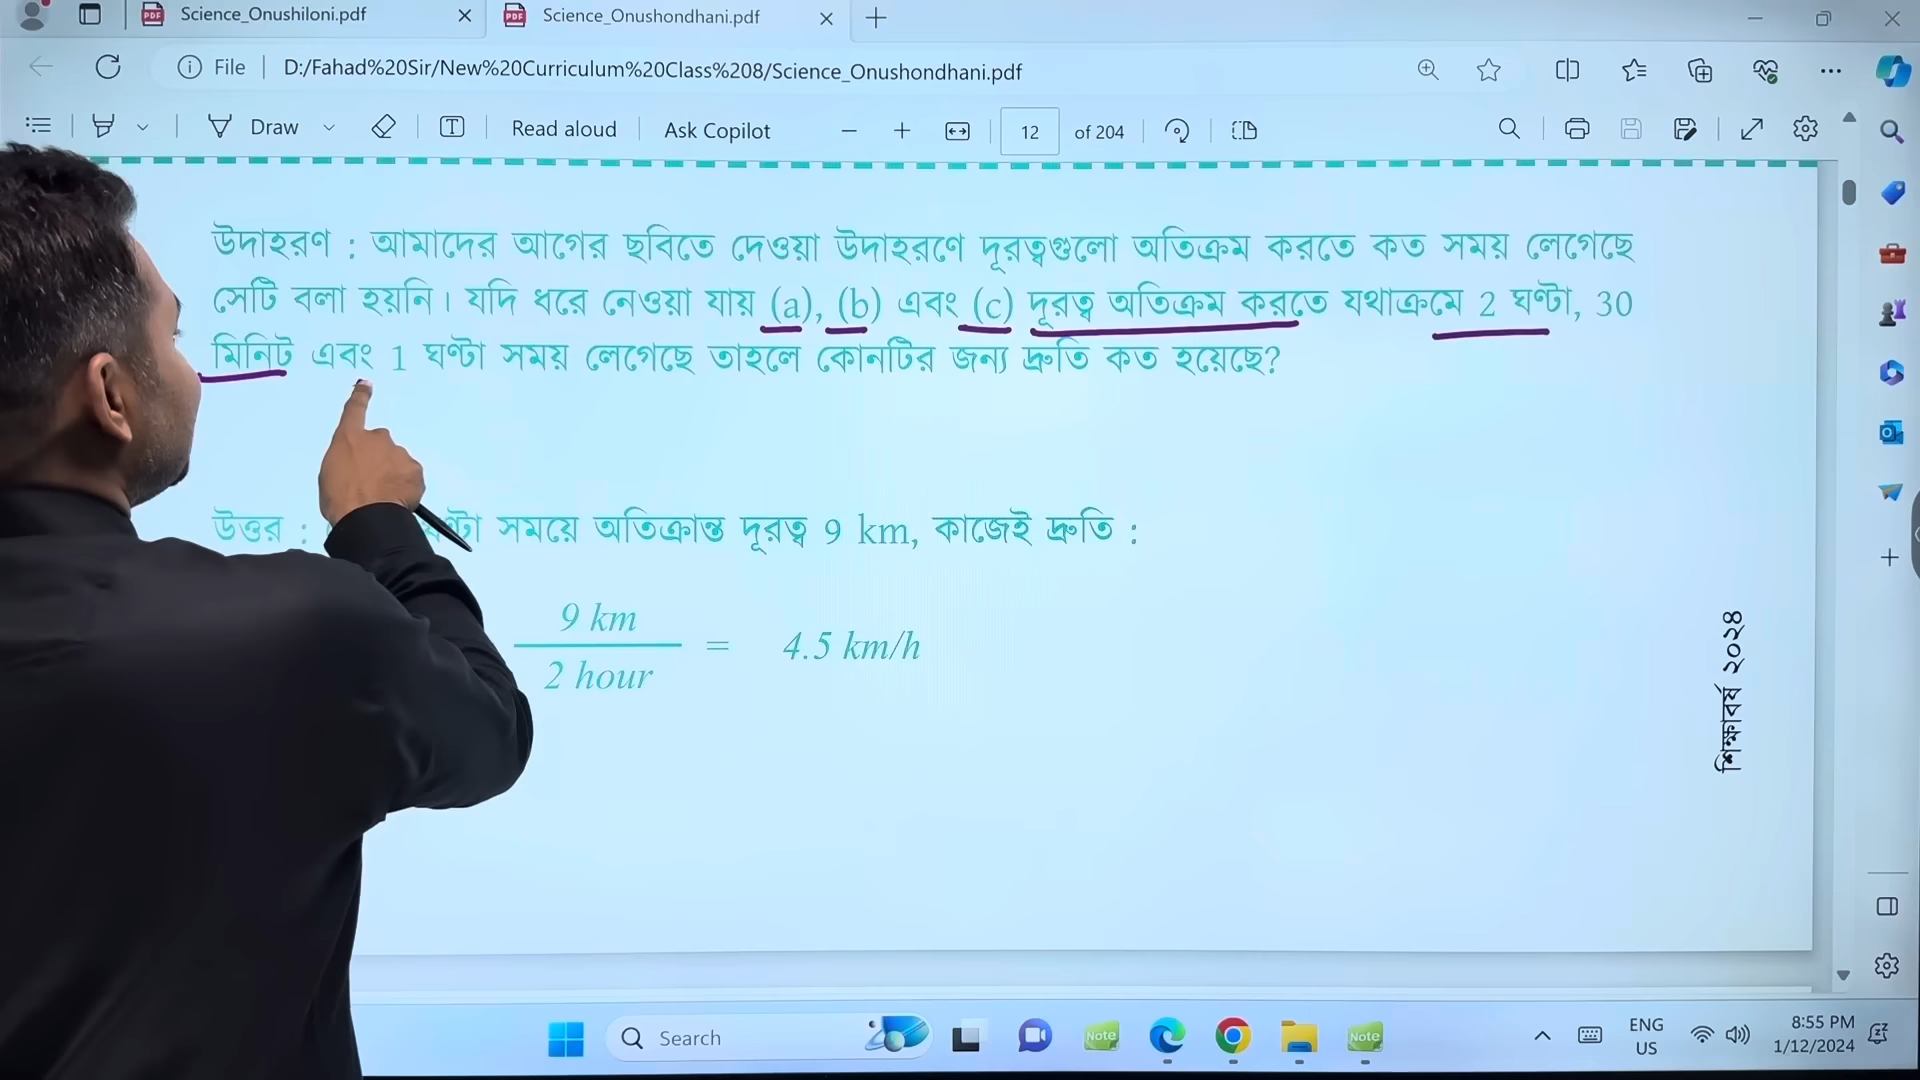 Science_Onushiloni.pdf
Science_Onushondhani.pdf
File
D:/Fahad%20Sir/New%20Curriculum%20Class%208/Science_Onushondhani.pdf
Draw
Read aloud
Ask Copilot
12
of 204
উদাহরণ : আমাদের আগের ছবিতে দেওয়া উদাহরণে দূরত্বগুলো অতিক্রম করতে কত সময় লেগেছে
সেটি বলা হয়নি। যদি ধরে নেওয়া যায় (a), (b) এবং (c) দূরত্ব অতিক্রম করতে যথাক্রমে 2 ঘণ্টা, 30
মিনিট এবং 1 ঘণ্টা সময় লেগেছে তাহলে কোনটির জন্য দ্রুতি কত হয়েছে?
উত্তর : সময়ে অতিক্রান্ত দূরত্ব 9 km, কাজেই দ্রুতি :
9 km
2 hour
= 4.5 km/h
শিক্ষাবর্ষ ২০২৪
Search
Note
Note
ENG
US
8:55 PM
1/12/2024